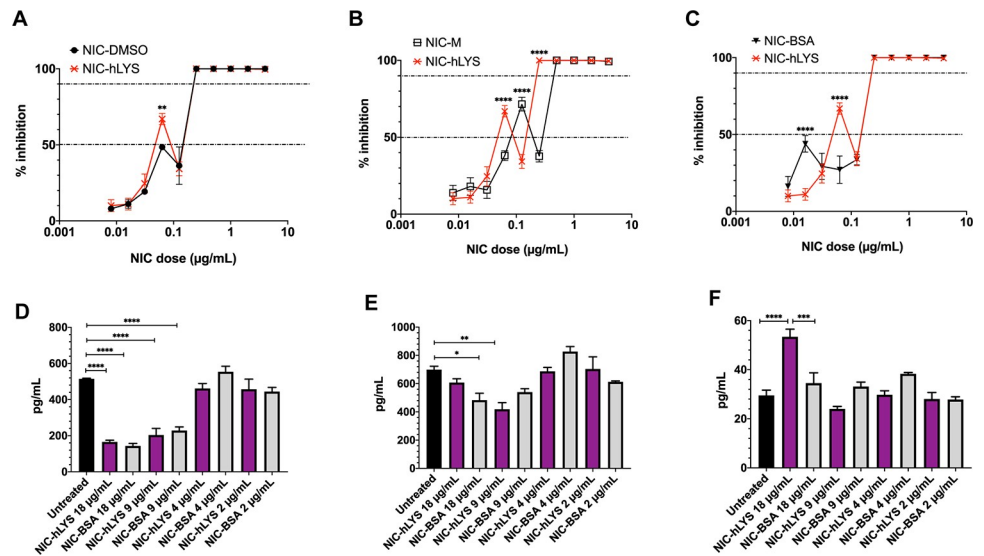 A
NIC-DMSO
NIC-hLYS
% inhibition
100
50
0
**
0.001 0.01 0.1 1 10
NIC dose (µg/mL)
B
NIC-M
NIC-hLYS
% inhibition
100
50
0
****
****
****
0.001 0.01 0.1 1 10
NIC dose (µg/mL)
C
NIC-BSA
NIC-hLYS
% inhibition
100
50
0
****
****
0.001 0.01 0.1 1 10
NIC dose (µg/mL)
D
pg/mL
800
600
400
200
0
****
****
****
****
Untreated
NIC-hLYS 18 µg/mL
NIC-BSA 18 µg/mL
NIC-hLYS 9 µg/mL
NIC-BSA 9 µg/mL
NIC-hLYS 4 µg/mL
NIC-BSA 4 µg/mL
NIC-hLYS 2 µg/mL
NIC-BSA 2 µg/mL
E
pg/mL
1000
800
600
400
200
0
**
*
Untreated
NIC-hLYS 18 µg/mL
NIC-BSA 18 µg/mL
NIC-hLYS 9 µg/mL
NIC-BSA 9 µg/mL
NIC-hLYS 4 µg/mL
NIC-BSA 4 µg/mL
NIC-hLYS 2 µg/mL
NIC-BSA 2 µg/mL
F
pg/mL
60
40
20
0
****
***
Untreated
NIC-hLYS 18 µg/mL
NIC-BSA 18 µg/mL
NIC-hLYS 9 µg/mL
NIC-BSA 9 µg/mL
NIC-hLYS 4 µg/mL
NIC-BSA 4 µg/mL
NIC-hLYS 2 µg/mL
NIC-BSA 2 µg/mL